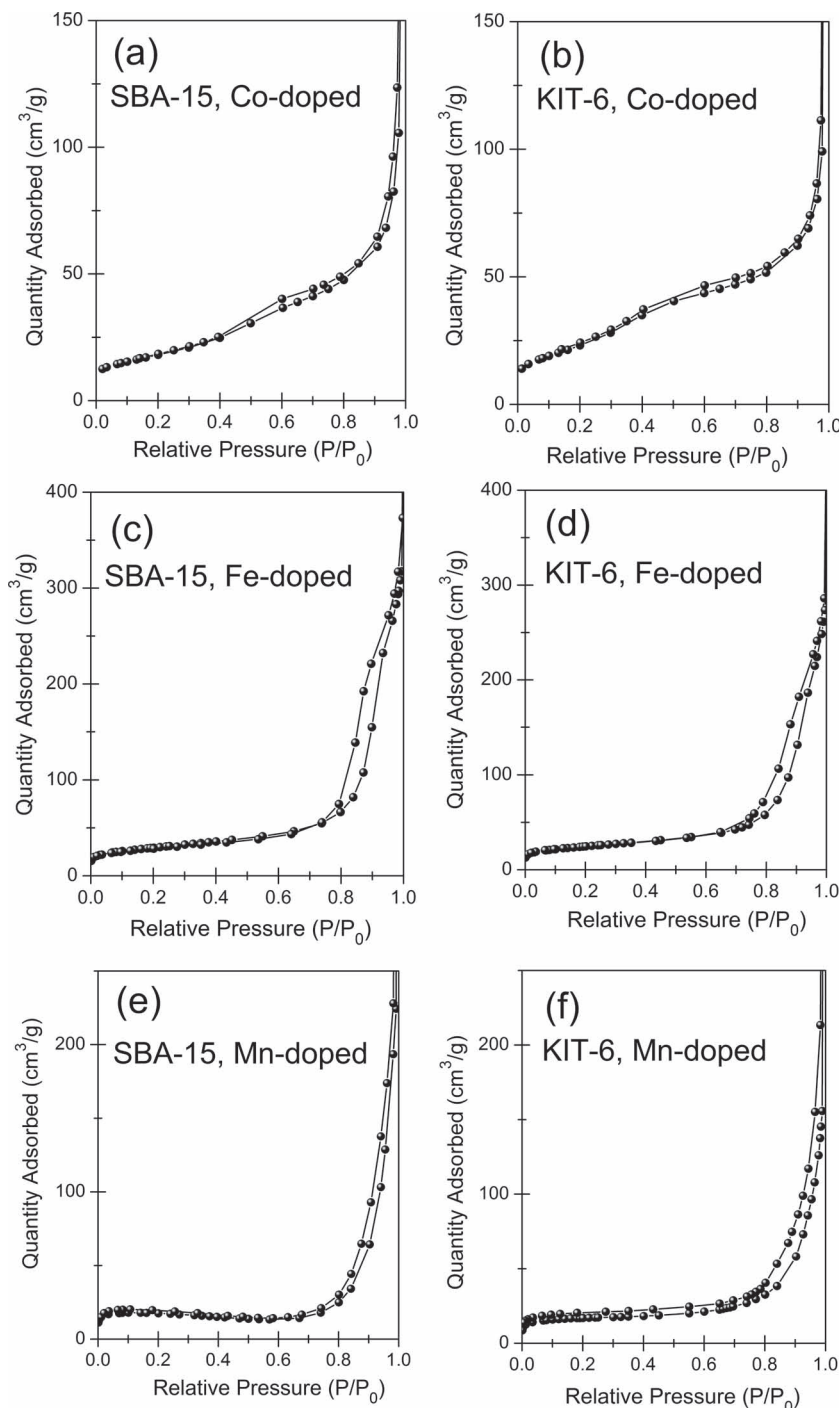 (a)
SBA-15, Co-doped
Quantity Adsorbed (cm³/g)
150
100
50
0
0.0 0.2 0.4 0.6 0.8 1.0
Relative Pressure (P/P₀)
(b)
KIT-6, Co-doped
Quantity Adsorbed (cm³/g)
150
100
50
0
0.0 0.2 0.4 0.6 0.8 1.0
Relative Pressure (P/P₀)
(c)
SBA-15, Fe-doped
Quantity Adsorbed (cm³/g)
400
300
200
100
0
0.0 0.2 0.4 0.6 0.8 1.0
Relative Pressure (P/P₀)
(d)
KIT-6, Fe-doped
Quantity Adsorbed (cm³/g)
400
300
200
100
0
0.0 0.2 0.4 0.6 0.8 1.0
Relative Pressure (P/P₀)
(e)
SBA-15, Mn-doped
Quantity Adsorbed (cm³/g)
200
100
0
0.0 0.2 0.4 0.6 0.8 1.0
Relative Pressure (P/P₀)
(f)
KIT-6, Mn-doped
Quantity Adsorbed (cm³/g)
200
100
0
0.0 0.2 0.4 0.6 0.8 1.0
Relative Pressure (P/P₀)